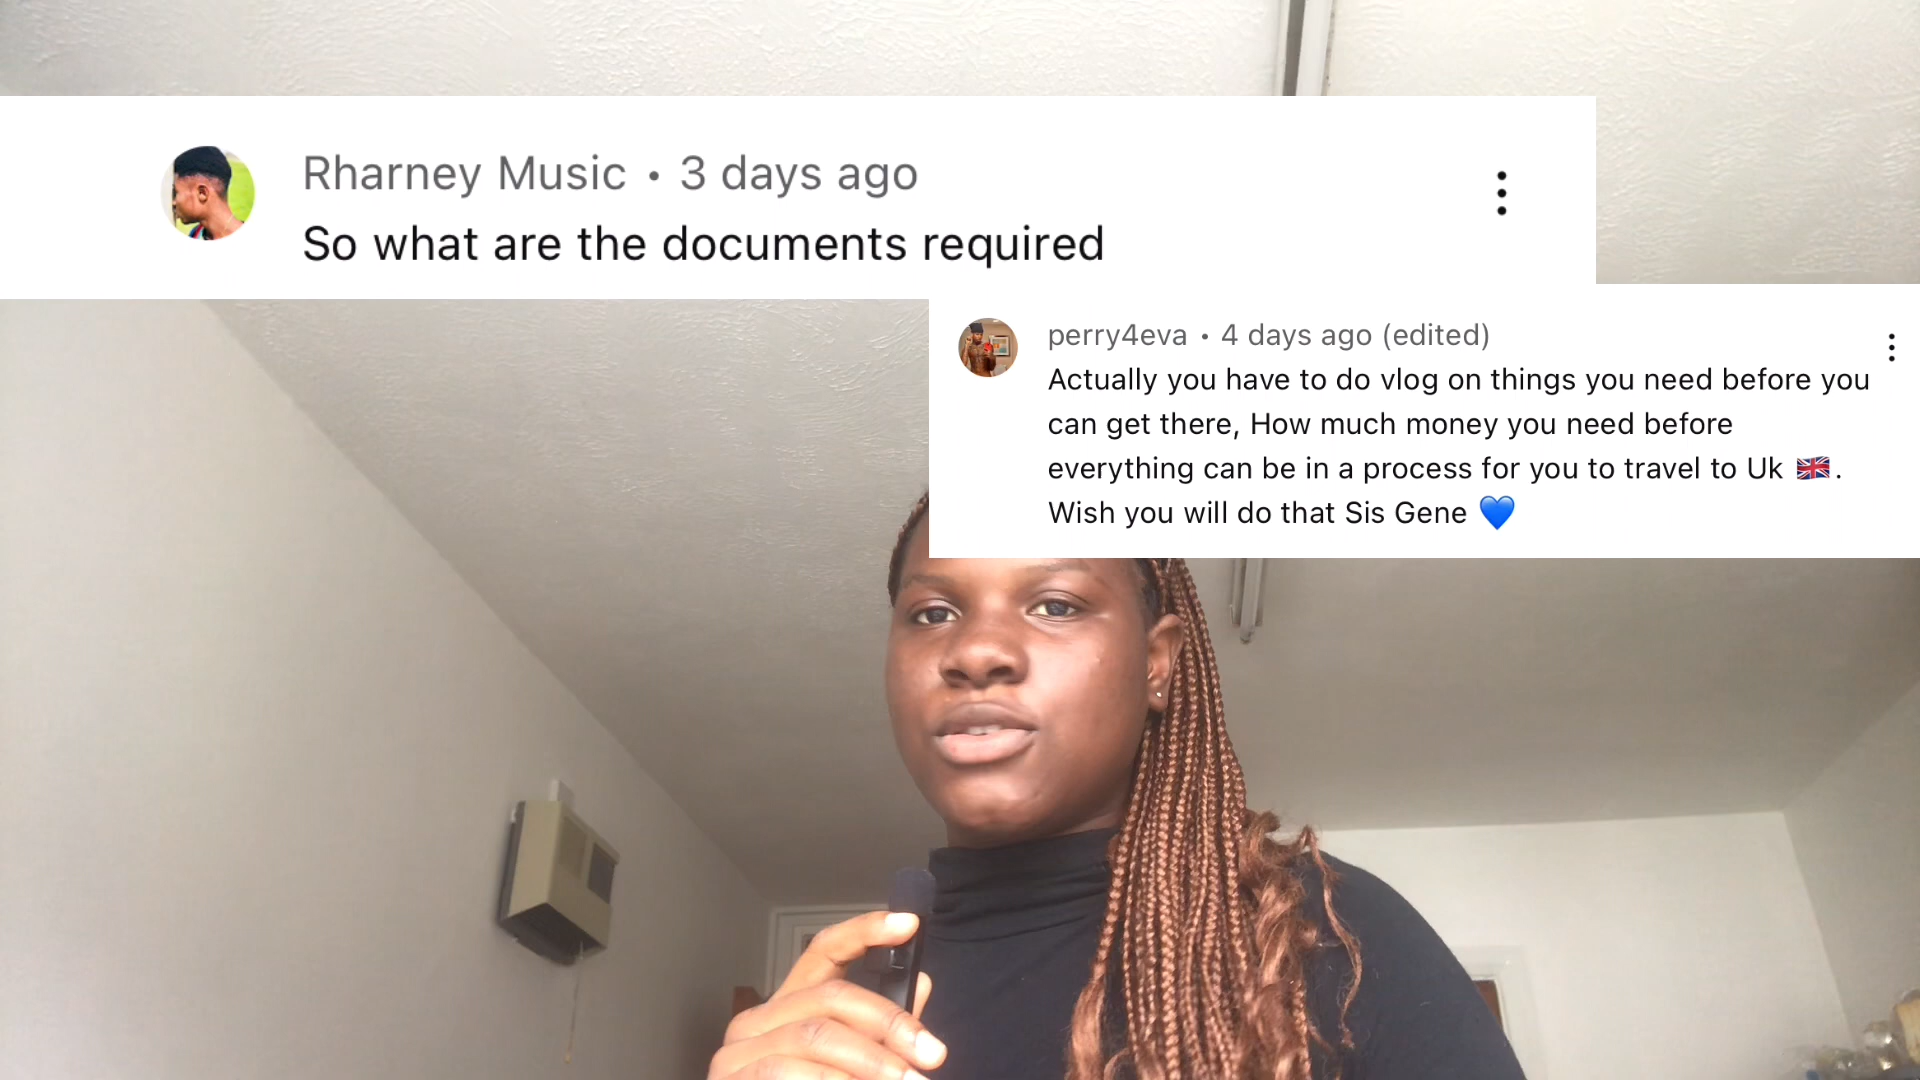 Rharney Music • 3 days ago
So what are the documents required
perry4eva • 4 days ago (edited)
Actually you have to do vlog on things you need before you
can get there, How much money you need before
everything can be in a process for you to travel to Uk 🇬🇧.
Wish you will do that Sis Gene 💙